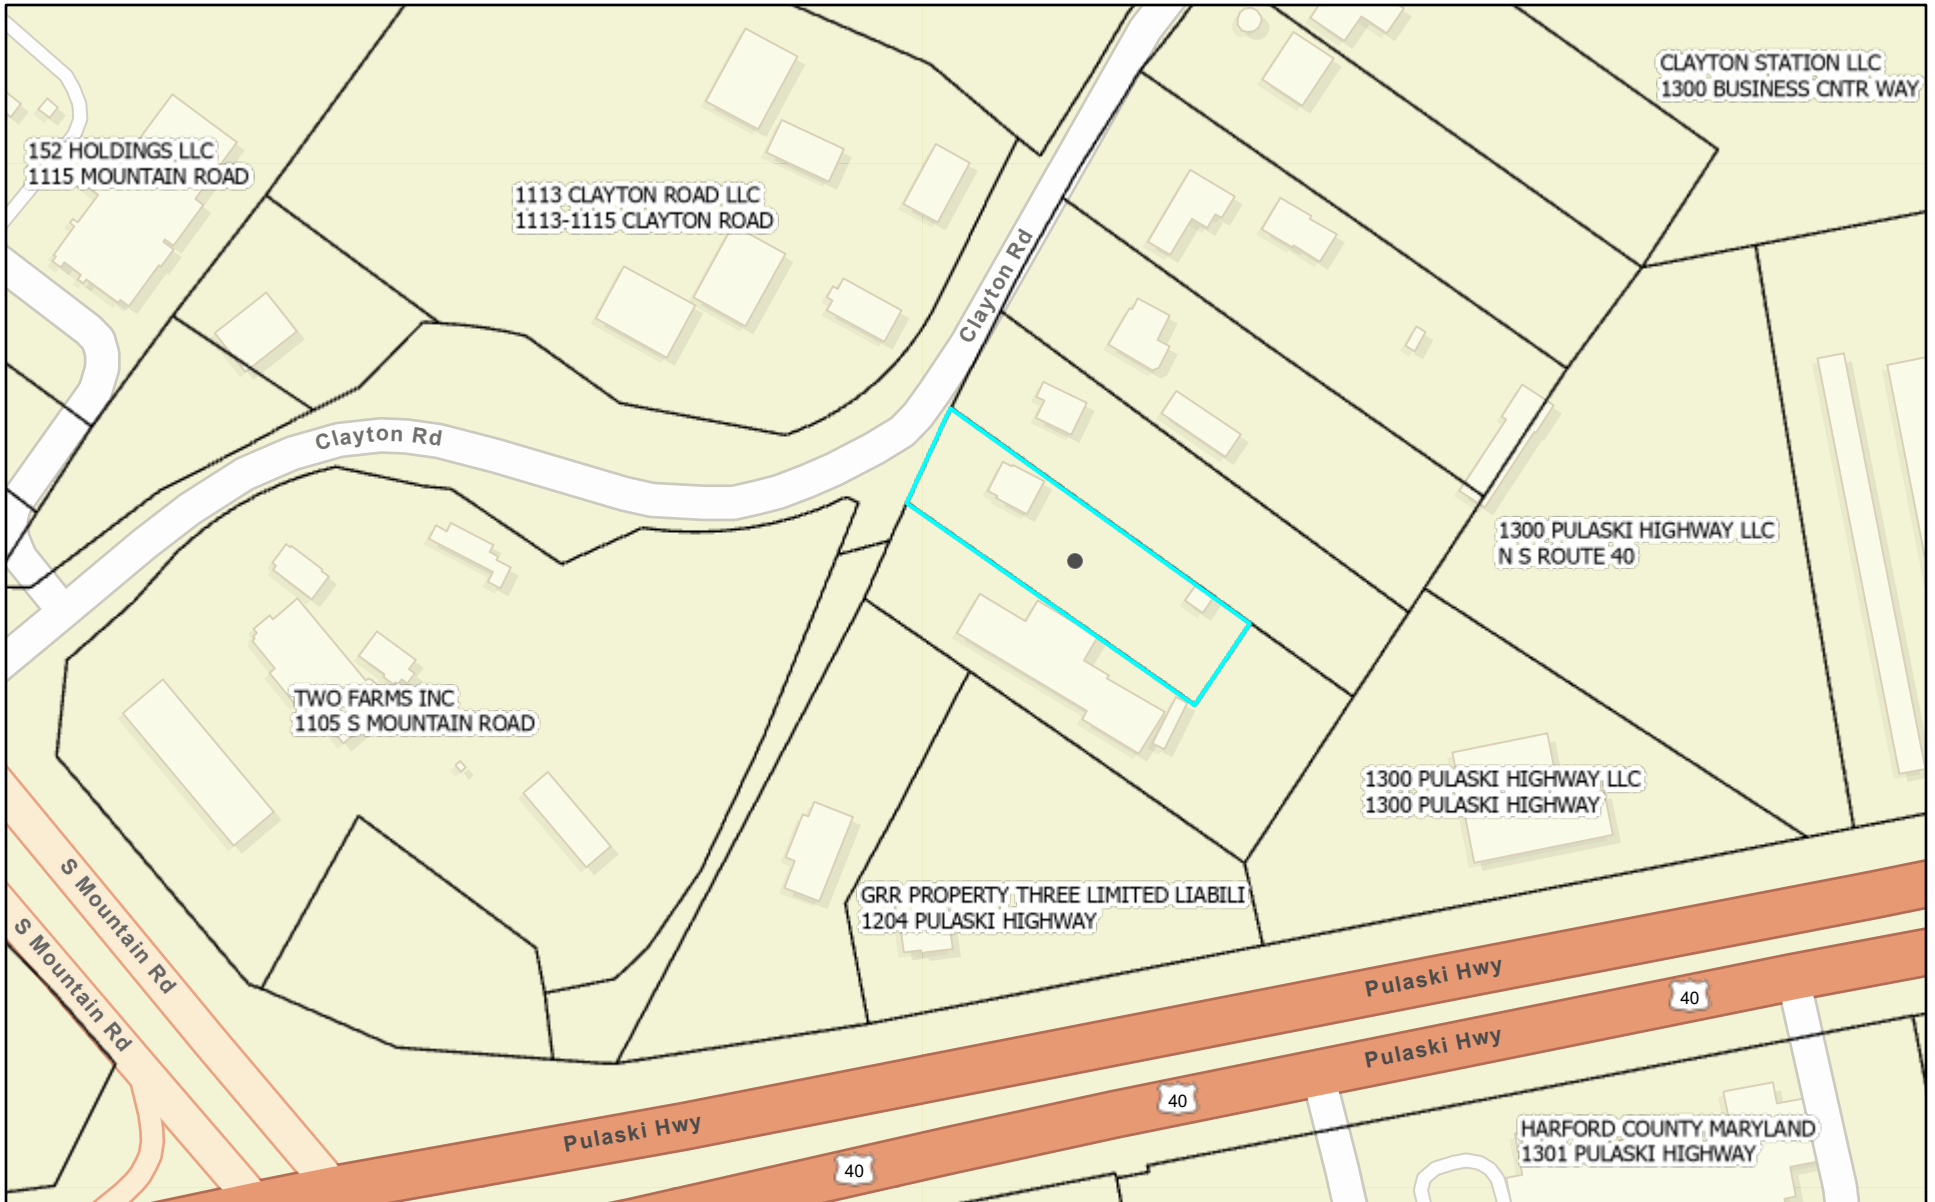 CLAYTON STATION LLC
1300 BUSINESS CNTR WAY
152 HOLDINGS LLC
1115 MOUNTAIN ROAD
1113 CLAYTON ROAD LLC
1113-1115 CLAYTON ROAD
Clayton Rd
Clayton Rd
1300 PULASKI HIGHWAY LLC
N S ROUTE 40
TWO FARMS INC
1105 S MOUNTAIN ROAD
1300 PULASKI HIGHWAY LLC
1300 PULASKI HIGHWAY
GRR PROPERTY THREE LIMITED LIABILI
1204 PULASKI HIGHWAY
S Mountain Rd
S Mountain Rd
Pulaski Hwy
40
Pulaski Hwy
40
Pulaski Hwy
40
HARFORD COUNTY MARYLAND
1301 PULASKI HIGHWAY